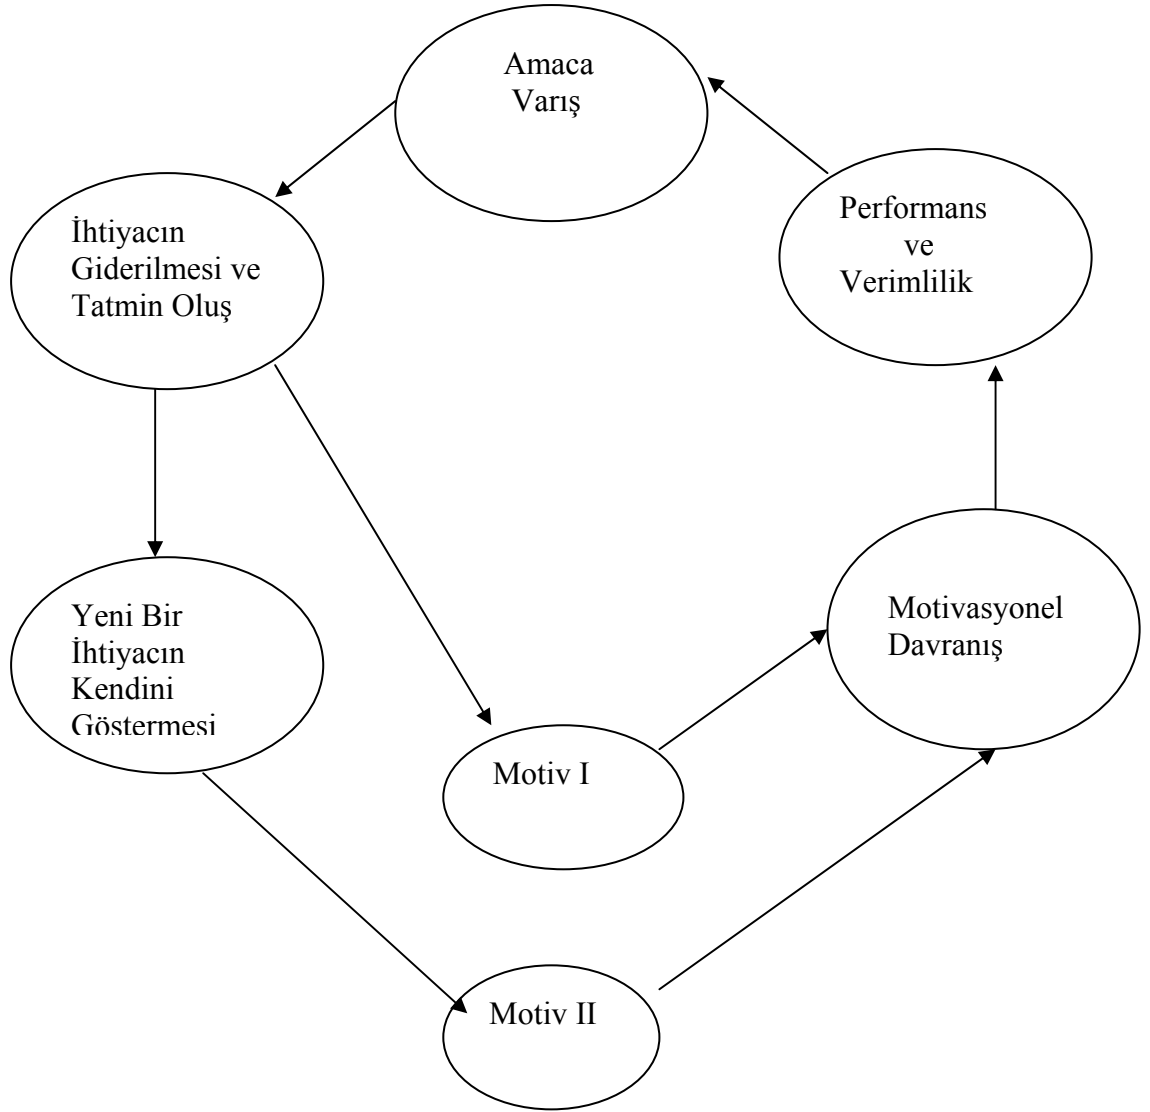 Amaca
Varış
Performans
ve
Verimlilik
İhtiyacın
Giderilmesi ve
Tatmin Oluş
Motivasyonel
Davranış
Yeni Bir
İhtiyacın
Kendini
Göstermesi
Motiv I
Motiv II